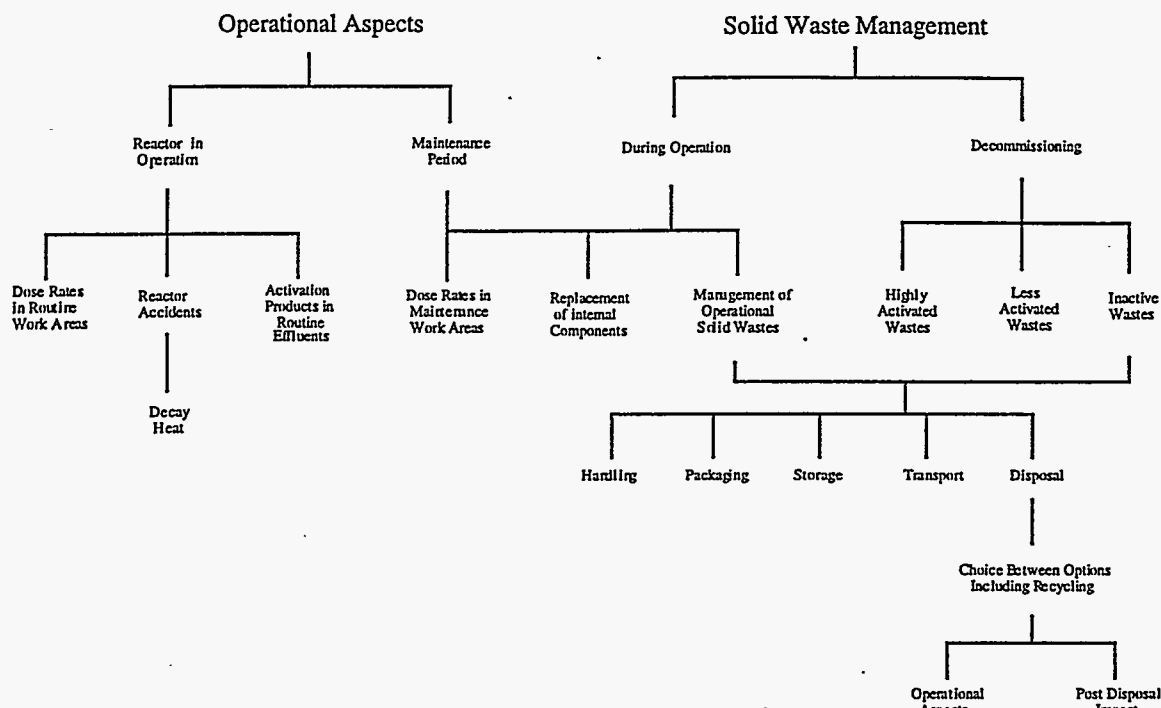 Operational Aspects
Solid Waste Management
Reactor in
Operation
Maintenance
Period
During Operation
Decommissioning
Dose Rates
in Routine
Work Areas
Reactor
Accidents
Activation
Products in
Routine
Effluents
Dose Rates in
Maintenance
Work Areas
Replacement
of internal
Components
Management of
Operational
Solid Wastes
Highly
Activated
Wastes
Less
Activated
Wastes
Inactive
Wastes
Decay
Heat
Handling
Packaging
Storage
Transport
Disposal
Choice Between Options
Including Recycling
Operational
Aspects
Post Disposal
Impact